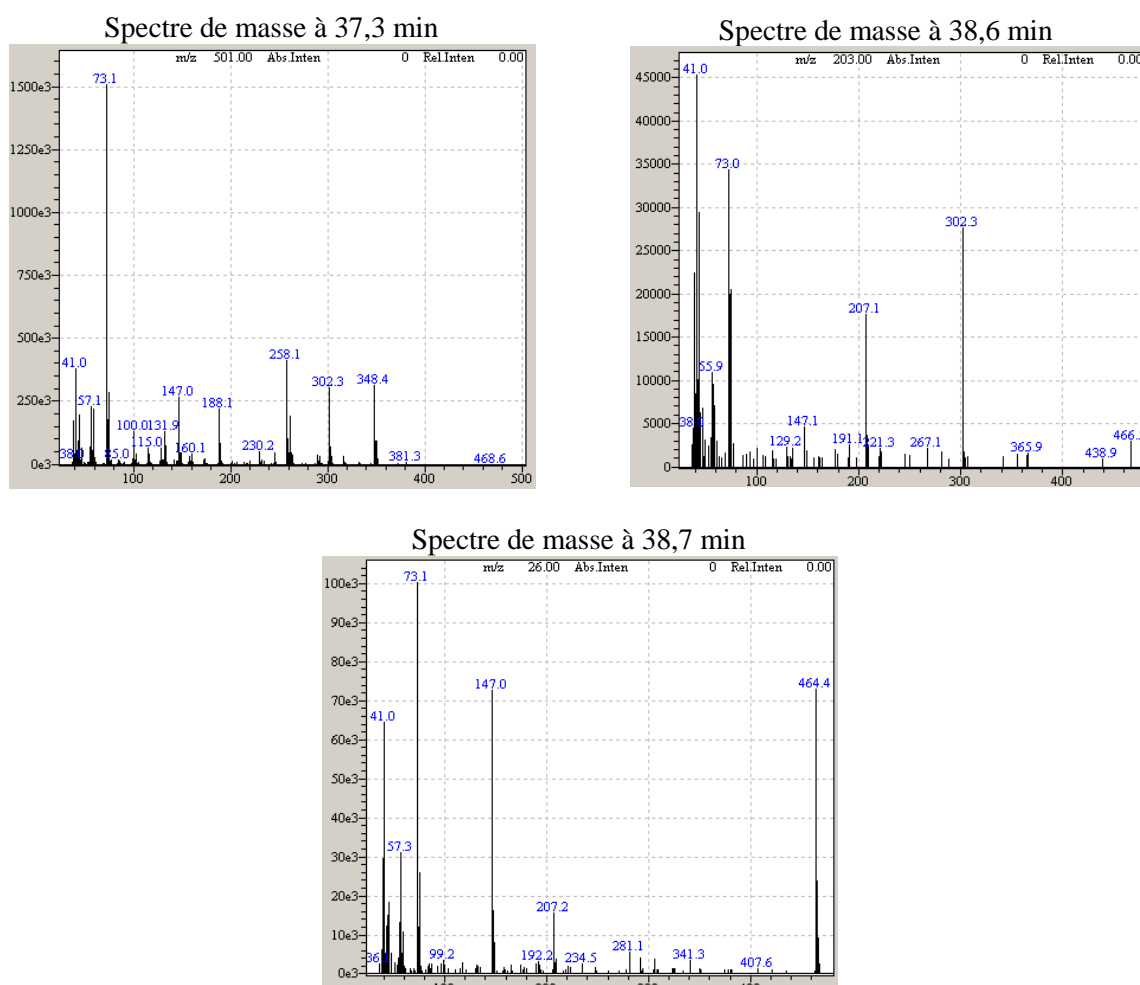 Spectre de masse à 37,3 min
m/z 501.00 Abs.Inten 0 Rel.Inten 0.00
1500e3
1250e3
1000e3
750e3
500e3
250e3
0e3
73.1
41.0
57.1
38.0
85.0
100.0
115.0
131.9
147.0
160.1
188.1
230.2
258.1
302.3
348.4
381.3
468.6
100 200 300 400 500
Spectre de masse à 38,6 min
m/z 203.00 Abs.Inten 0 Rel.Inten 0.00
45000
40000
35000
30000
25000
20000
15000
10000
5000
0
41.0
73.0
55.9
129.2
147.1
191.1
207.1
221.3
267.1
302.3
365.9
438.9
466.
100 200 300 400
Spectre de masse à 38,7 min
m/z 26.00 Abs.Inten 0 Rel.Inten 0.00
100e3
90e3
80e3
70e3
60e3
50e3
40e3
30e3
20e3
10e3
0e3
73.1
41.0
57.3
99.2
147.0
192.2
207.2
234.5
281.1
341.3
407.6
464.4